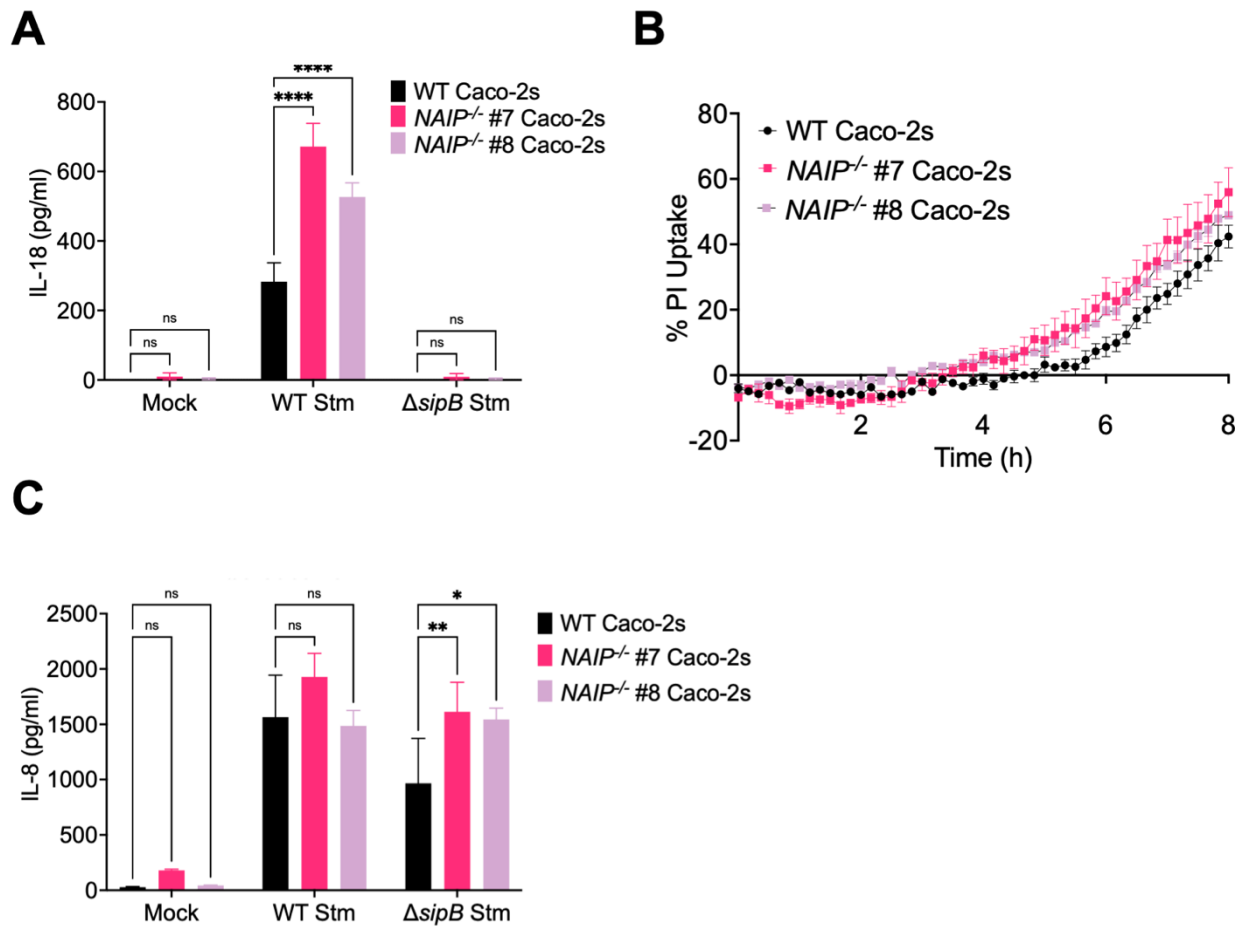 A
**** 
****
WT Caco-2s
NAIP-/- #7 Caco-2s
NAIP-/- #8 Caco-2s
IL-18 (pg/ml)
800
600
400
200
0
ns
ns
ns
ns
Mock
WT Stm
ΔsipB Stm
B
WT Caco-2s
NAIP-/- #7 Caco-2s
NAIP-/- #8 Caco-2s
% PI Uptake
80
60
40
20
0
-20
2
4
6
8
Time (h)
C
ns
ns
ns
ns
*
**
WT Caco-2s
NAIP-/- #7 Caco-2s
NAIP-/- #8 Caco-2s
IL-8 (pg/ml)
2500
2000
1500
1000
500
0
Mock
WT Stm
ΔsipB Stm